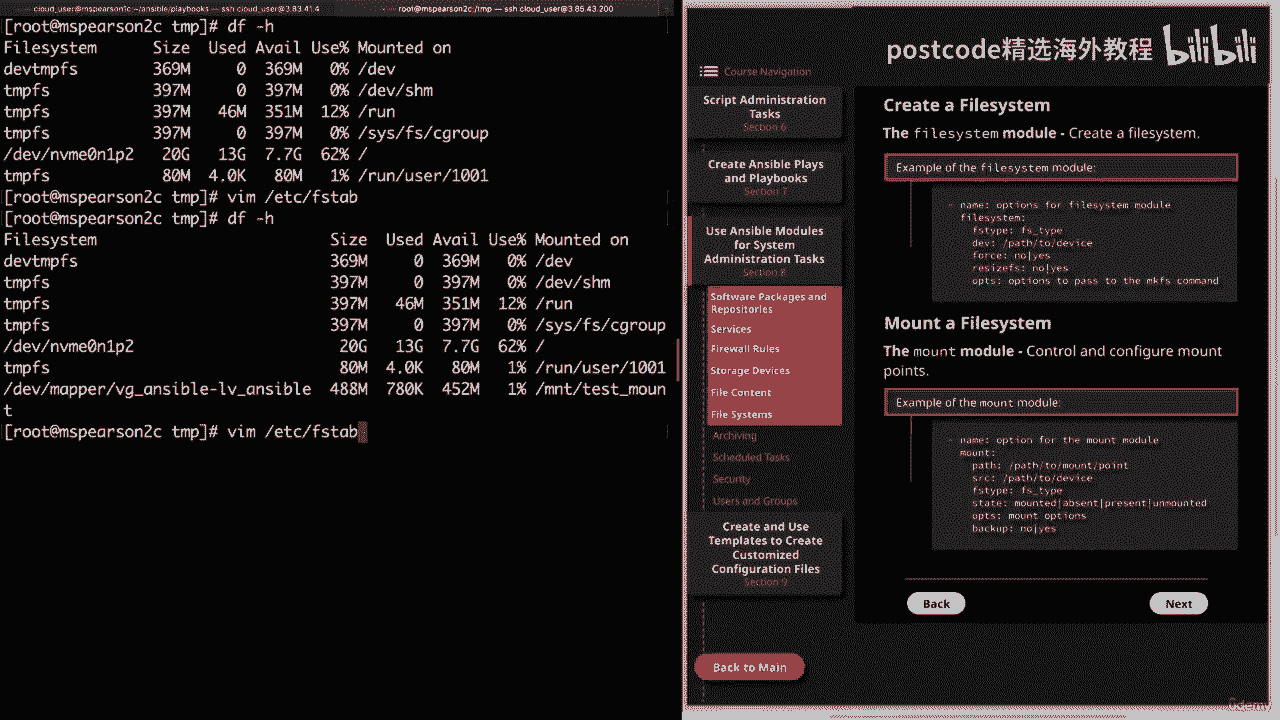 cloud_user@mspearson1c:~/ansible/playbooks — ssh cloud_user@3.83.41.4
root@mspearson2c:/tmp — ssh cloud_user@3.86.43.200
[root@mspearson2c tmp]# df -h
Filesystem Size Used Avail Use% Mounted on
devtmpfs 369M 0 369M 0% /dev
tmpfs 397M 0 397M 0% /dev/shm
tmpfs 397M 46M 351M 12% /run
tmpfs 397M 0 397M 0% /sys/fs/cgroup
/dev/nvme0n1p2 20G 13G 7.7G 62% /
tmpfs 80M 4.0K 80M 1% /run/user/1001
[root@mspearson2c tmp]# vim /etc/fstab
[root@mspearson2c tmp]# df -h
Filesystem Size Used Avail Use% Mounted on
devtmpfs 369M 0 369M 0% /dev
tmpfs 397M 0 397M 0% /dev/shm
tmpfs 397M 46M 351M 12% /run
tmpfs 397M 0 397M 0% /sys/fs/cgroup
/dev/nvme0n1p2 20G 13G 7.7G 62% /
tmpfs 80M 4.0K 80M 1% /run/user/1001
/dev/mapper/vg_ansible-lv_ansible 488M 780K 452M 1% /mnt/test_moun
t
[root@mspearson2c tmp]# vim /etc/fstab
postcode精选海外教程 bilibili
Course Navigation
Script Administration
Tasks
Section 6
Create Ansible Plays
and Playbooks
Section 7
Use Ansible Modules
for System
Administration Tasks
Section 8
Software Packages and
Repositories
Services
Firewall Rules
Storage Devices
File Content
File Systems
Archiving
Scheduled Tasks
Security
Users and Groups
Create and Use
Templates to Create
Customized
Configuration Files
Section 9
Back to Main
Create a Filesystem
The filesystem module - Create a filesystem.
Example of the filesystem module:
- name: options for filesystem module
filesystem:
fstype: fs_type
dev: /path/to/device
force: no|yes
resizefs: no|yes
opts: options to pass to the mkfs command
Mount a Filesystem
The mount module - Control and configure mount
points.
Example of the mount module:
- name: option for the mount module
mount:
path: /path/to/mount/point
src: /path/to/device
fstype: fs_type
state: mounted|absent|present|unmounted
opts: mount options
backup: no|yes
Back
Next
Udemy